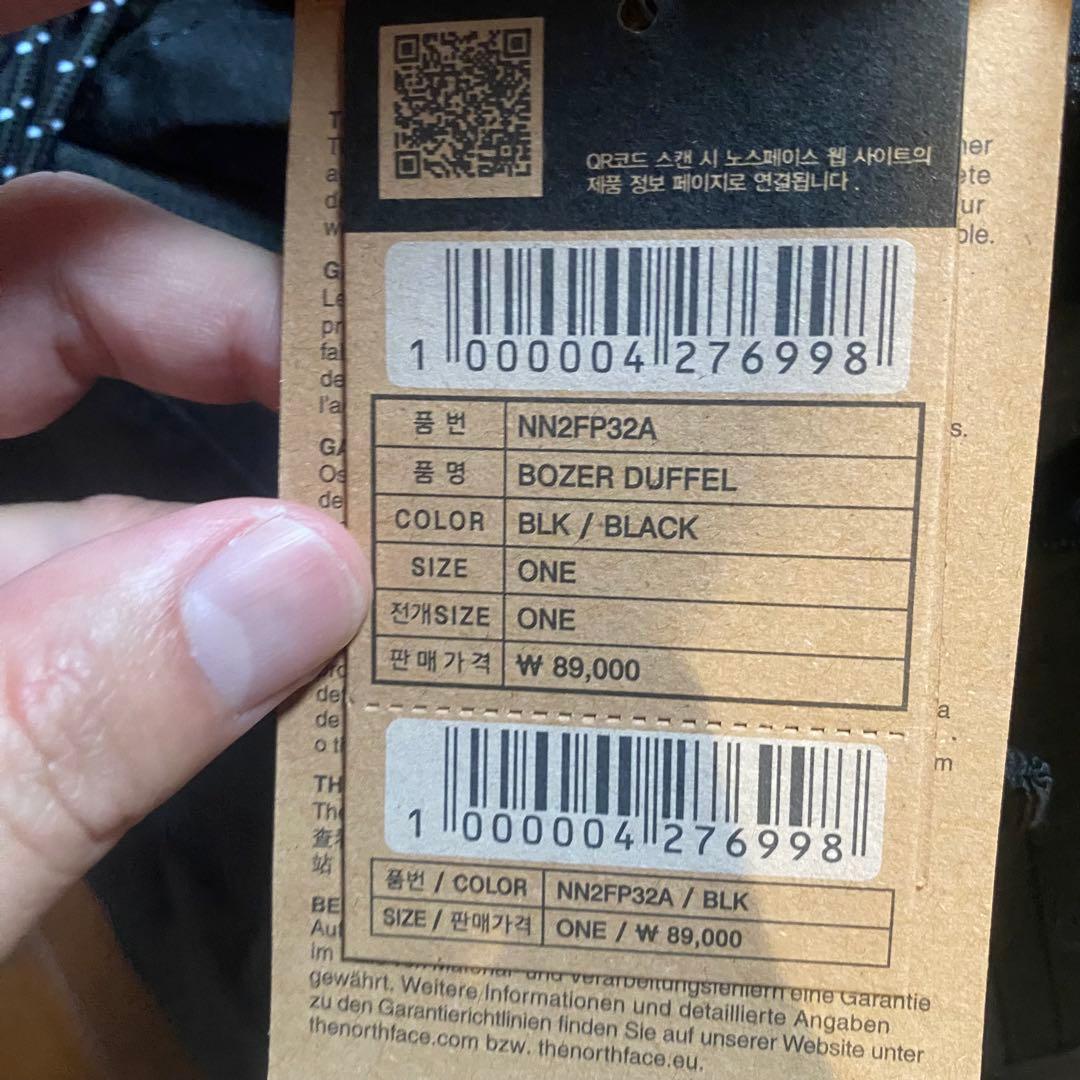 QR코드 스캔 시 노스페이스 웹 사이트의
제품 정보 페이지로 연결됩니다.
1 000004 276998
품 번 NN2FP32A
품 명 BOZER DUFFEL
COLOR BLK / BLACK
SIZE ONE
전개SIZE ONE
판매가격 ₩ 89,000
1 000004 276998
품번 / COLOR NN2FP32A / BLK
SIZE / 판매가격 ONE / ₩ 89,000
und Verarbeitungsfehlern eine Garantie
gewährt. Weitere Informationen und detaillierte Angaben
zu den Garantierichtlinien finden Sie auf unserer Website unter
thenorthface.com bzw. thenorthface.eu.